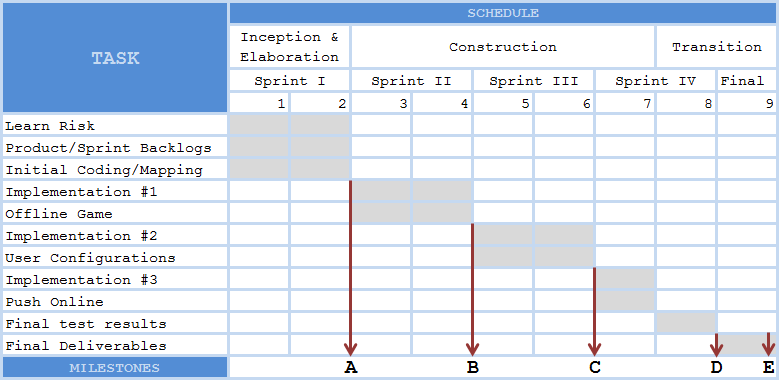 SCHEDULE
TASK
Inception &
Elaboration
Construction
Transition
Sprint I
Sprint II
Sprint III
Sprint IV
Final
1 2 3 4 5 6 7 8 9
Learn Risk
Product/Sprint Backlogs
Initial Coding/Mapping
Implementation #1
Offline Game
Implementation #2
User Configurations
Implementation #3
Push Online
Final test results
Final Deliverables
MILESTONES
A B C D E